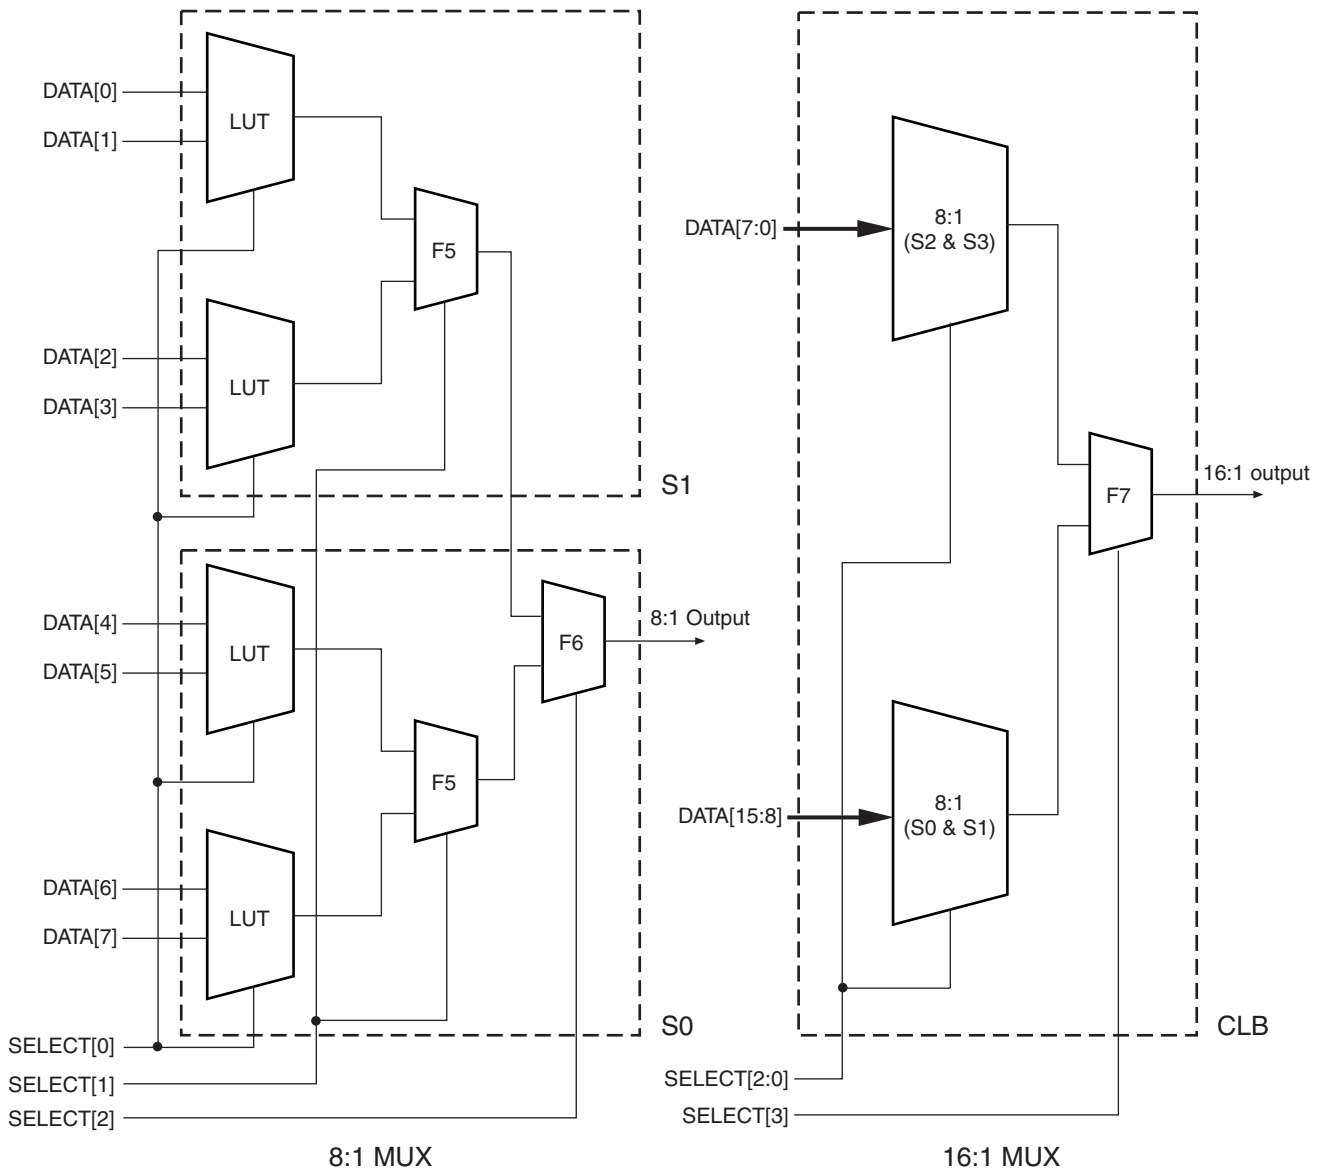 DATA[0]
DATA[1]
LUT
F5
DATA[2]
DATA[3]
LUT
S1
DATA[4]
DATA[5]
LUT
F6
8:1 Output
F5
DATA[6]
DATA[7]
LUT
S0
SELECT[0]
SELECT[1]
SELECT[2]
8:1 MUX
DATA[7:0]
8:1
(S2 & S3)
F7
16:1 output
DATA[15:8]
8:1
(S0 & S1)
CLB
SELECT[2:0]
SELECT[3]
16:1 MUX